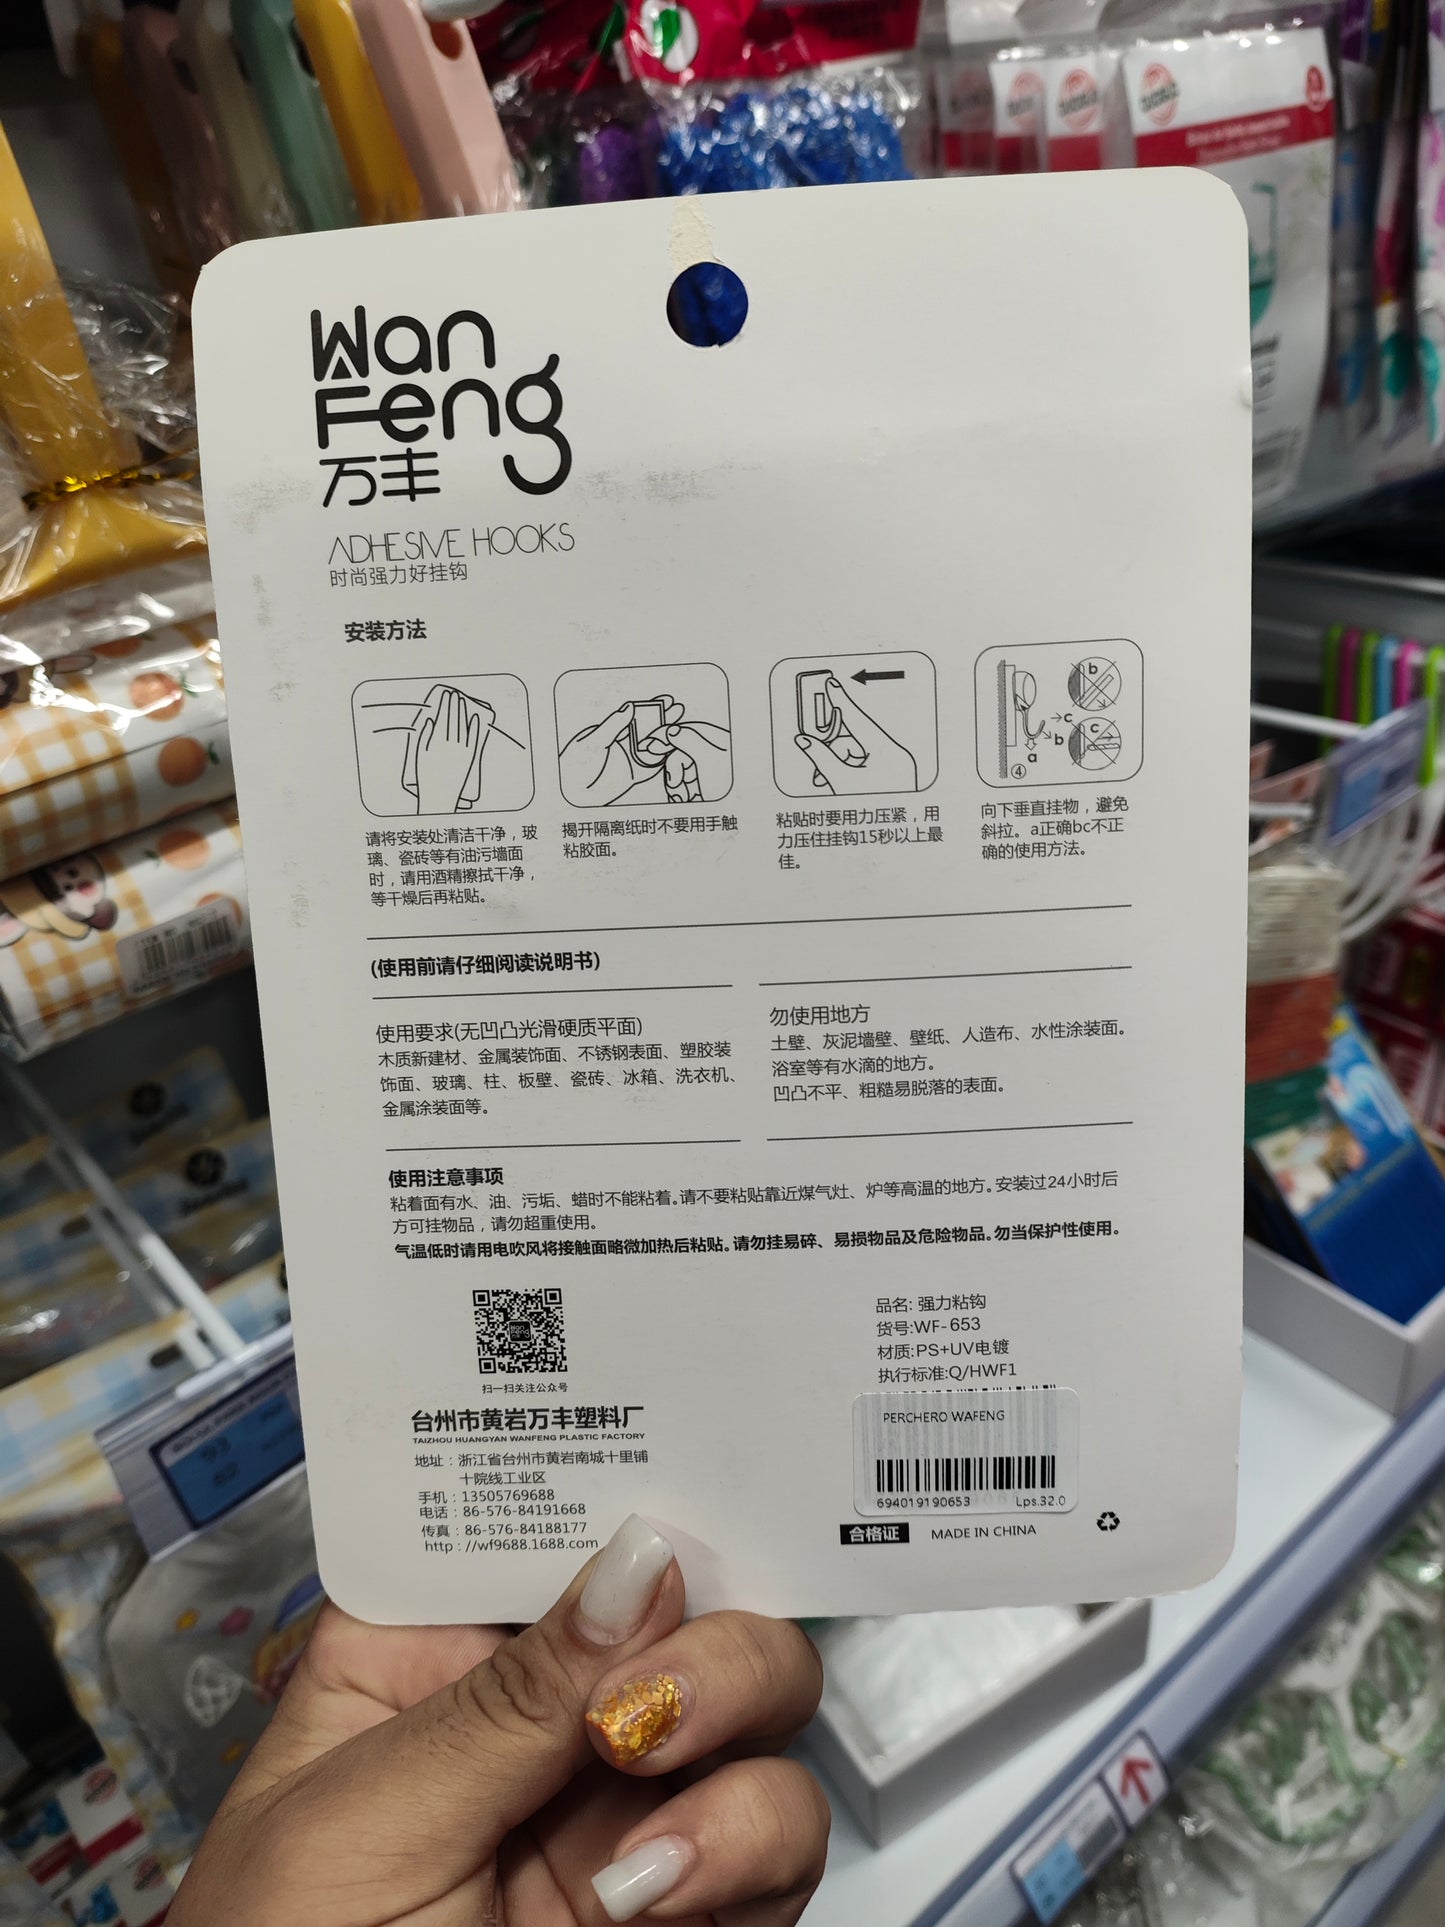 Wan
Feng
万丰
ADHESIVE HOOKS
时尚强力好挂钩
安装方法
b
c
c
b
a
④
请将安装处清洁干净，玻
璃、瓷砖等有油污墙面
时，请用酒精擦拭干净，
等干燥后再粘贴。
揭开隔离纸时不要用手触
粘胶面。
粘贴时要用力压紧，用
力压住挂钩15秒以上最
佳。
向下垂直挂物，避免
斜拉。a正确bc不正
确的使用方法。
(使用前请仔细阅读说明书)
使用要求(无凹凸光滑硬质平面)
木质新建材、金属装饰面、不锈钢表面、塑胶装
饰面、玻璃、柱、板壁、瓷砖、冰箱、洗衣机、
金属涂装面等。
勿使用地方
土壁、灰泥墙壁、壁纸、人造布、水性涂装面。
浴室等有水滴的地方。
凹凸不平、粗糙易脱落的表面。
使用注意事项
粘着面有水、油、污垢、蜡时不能粘着。请不要粘贴靠近煤气灶、炉等高温的地方。安装过24小时后
方可挂物品，请勿超重使用。
气温低时请用电吹风将接触面略微加热后粘贴。请勿挂易碎、易损物品及危险物品。勿当保护性使用。
扫一扫关注公众号
台州市黄岩万丰塑料厂
TAIZHOU HUANGYAN WANFENG PLASTIC FACTORY
地址：浙江省台州市黄岩南城十里铺
十院线工业区
手机：13505769688
电话：86-576-84191668
传真：86-576-84188177
http：//wf9688.1688.com
品名: 强力粘钩
货号:WF-653
材质:PS+UV电镀
执行标准:Q/HWF1
PERCHERO WAFENG
694019190653
Lps.32.0
合格证
MADE IN CHINA